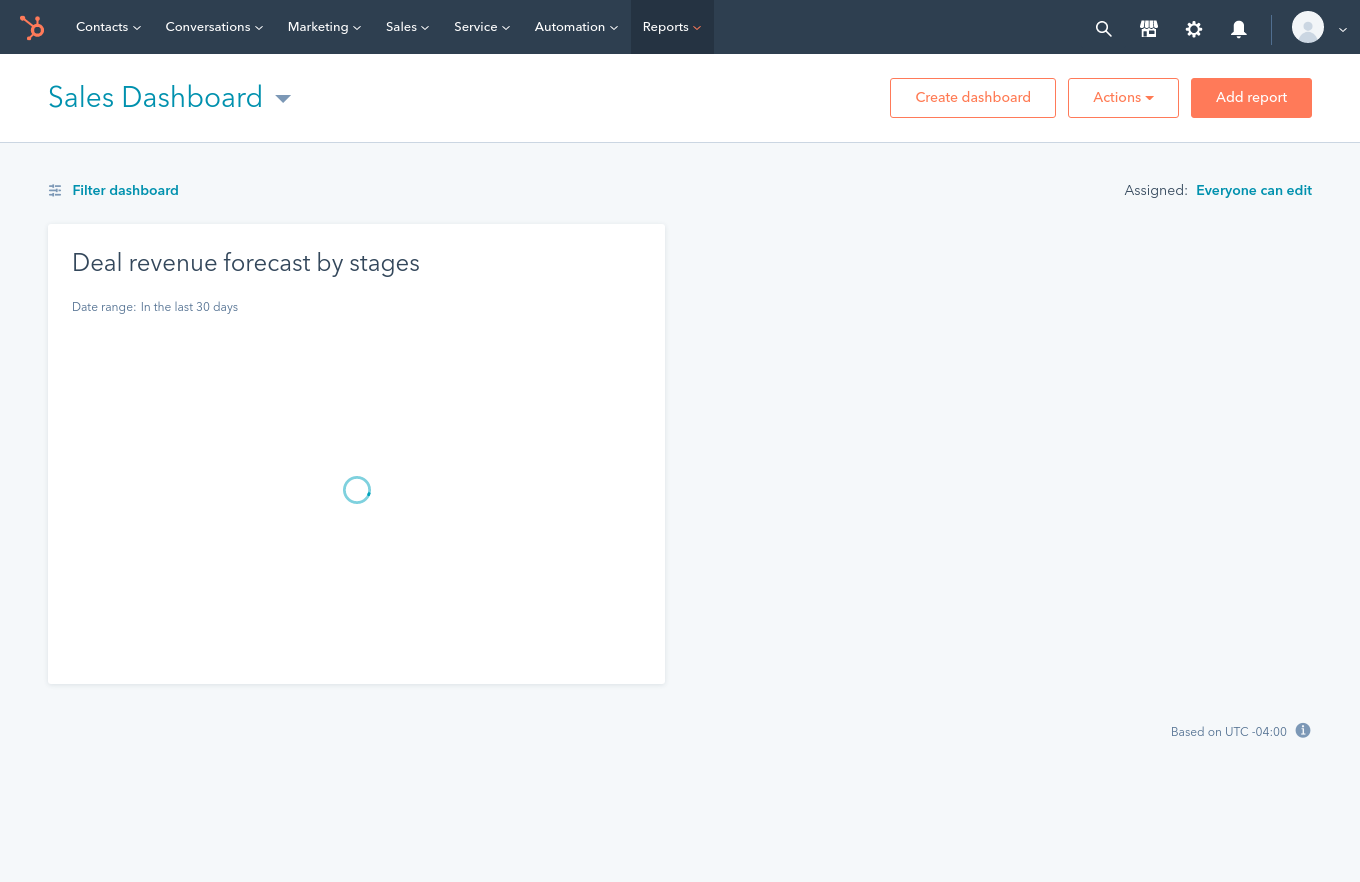 Contacts Conversations Marketing Sales Service Automation Reports
Sales Dashboard
Create dashboard Actions Add report
Filter dashboard
Assigned: Everyone can edit
Deal revenue forecast by stages
Date range: In the last 30 days
Based on UTC -04:00